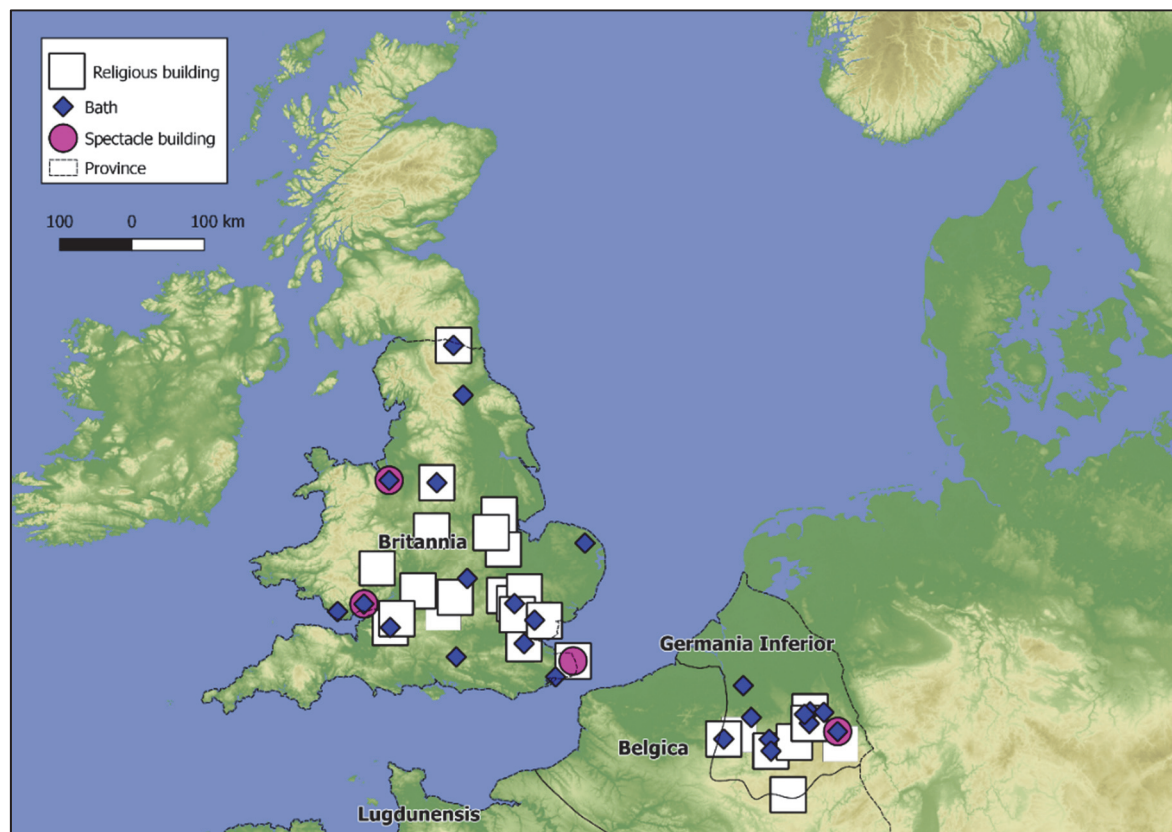 Religious building
Bath
Spectacle building
Province
100 0 100 km
Britannia
Germania Inferior
Belgica
Lugdunensis